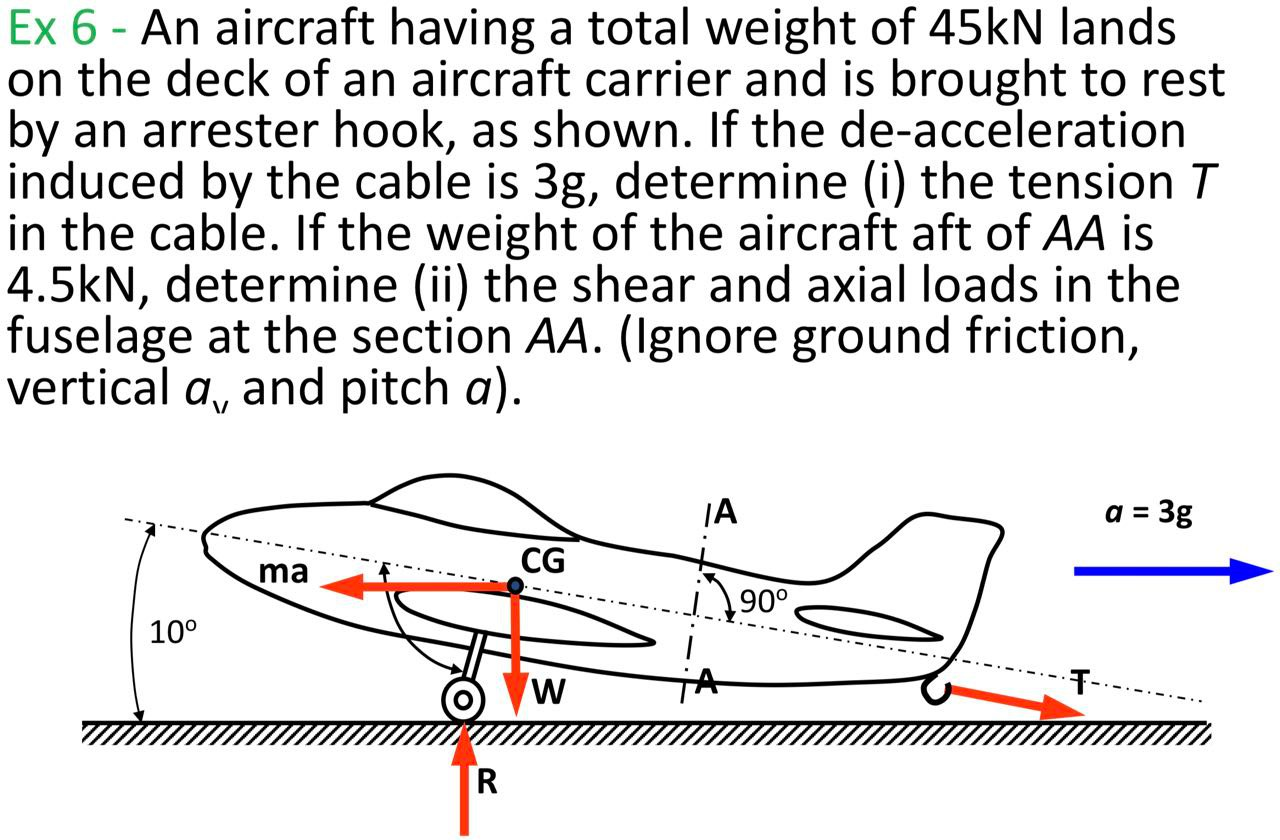 Ex 6 - An aircraft having a total weight of 45kN lands
on the deck of an aircraft carrier and is brought to rest
by an arrester hook, as shown. If the de-acceleration
induced by the cable is 3g, determine (i) the tension T
in the cable. If the weight of the aircraft aft of AA is
4.5kN, determine (ii) the shear and axial loads in the
fuselage at the section AA. (Ignore ground friction,
vertical aᵥ and pitch a).
A
a = 3g
CG
ma
90°
10°
T
A
W
R